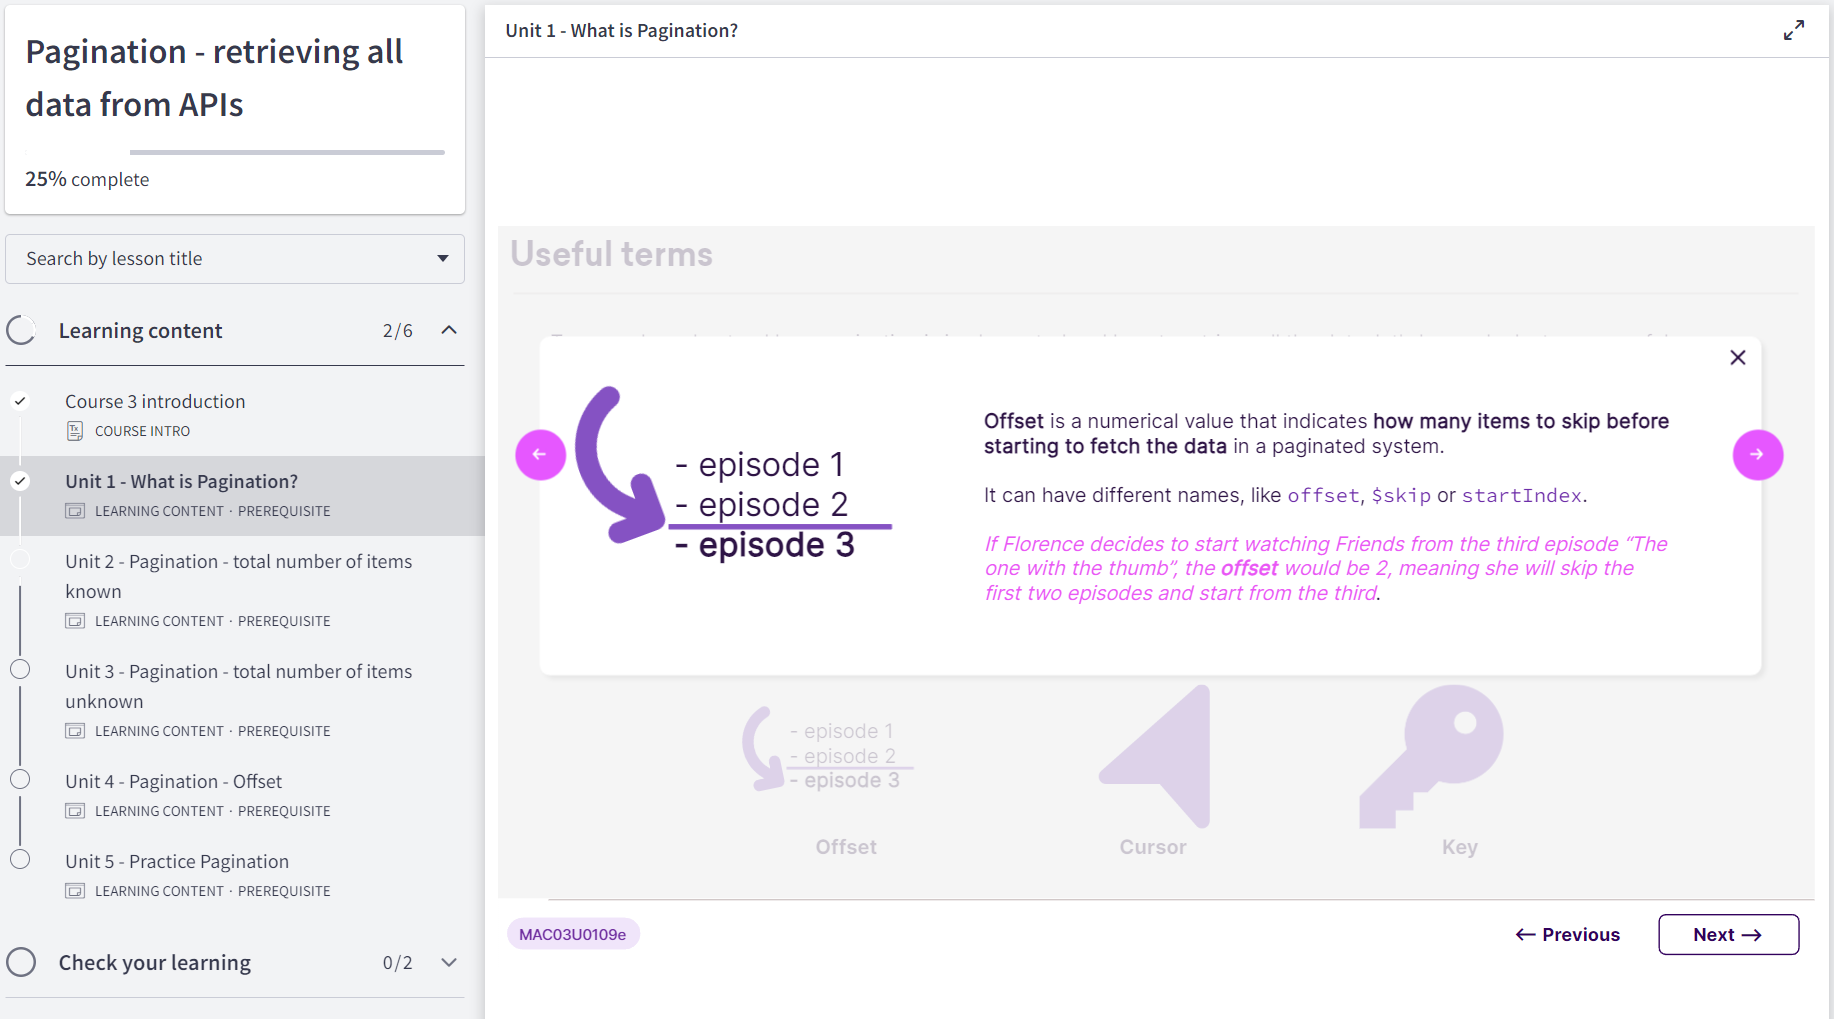 Pagination - retrieving all
data from APIs
25% complete
Search by lesson title
Learning content 2/6
Course 3 introduction
COURSE INTRO
Unit 1 - What is Pagination?
LEARNING CONTENT · PREREQUISITE
Unit 2 - Pagination - total number of items
known
LEARNING CONTENT · PREREQUISITE
Unit 3 - Pagination - total number of items
unknown
LEARNING CONTENT · PREREQUISITE
Unit 4 - Pagination - Offset
LEARNING CONTENT · PREREQUISITE
Unit 5 - Practice Pagination
LEARNING CONTENT · PREREQUISITE
Check your learning 0/2
Unit 1 - What is Pagination?
Useful terms
- episode 1
- episode 2
- episode 3
Offset is a numerical value that indicates how many items to skip before
starting to fetch the data in a paginated system.
It can have different names, like offset, $skip or startIndex.
If Florence decides to start watching Friends from the third episode “The
one with the thumb”, the offset would be 2, meaning she will skip the
first two episodes and start from the third.
- episode 1
- episode 2
- episode 3
Offset
Cursor
Key
MAC03U0109e
← Previous
Next →